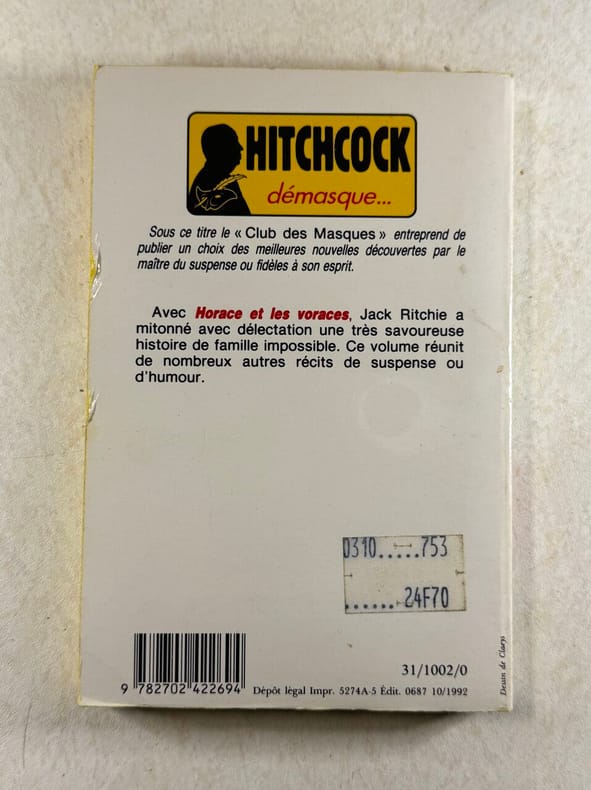 HITCHCOCK
démasque...
Sous ce titre le « Club des Masques » entreprend de
publier un choix des meilleures nouvelles découvertes par le
maître du suspense ou fidèles à son esprit.
Avec Horace et les voraces, Jack Ritchie a
mitonné avec délectation une très savoureuse
histoire de famille impossible. Ce volume réunit
de nombreux autres récits de suspense ou
d'humour.
0310.....753
...... 24F70
31/1002/0
9 782702 422694
Dépôt légal Impr. 5274A-5 Édit. 0687 10/1992
Dessin de Clarys